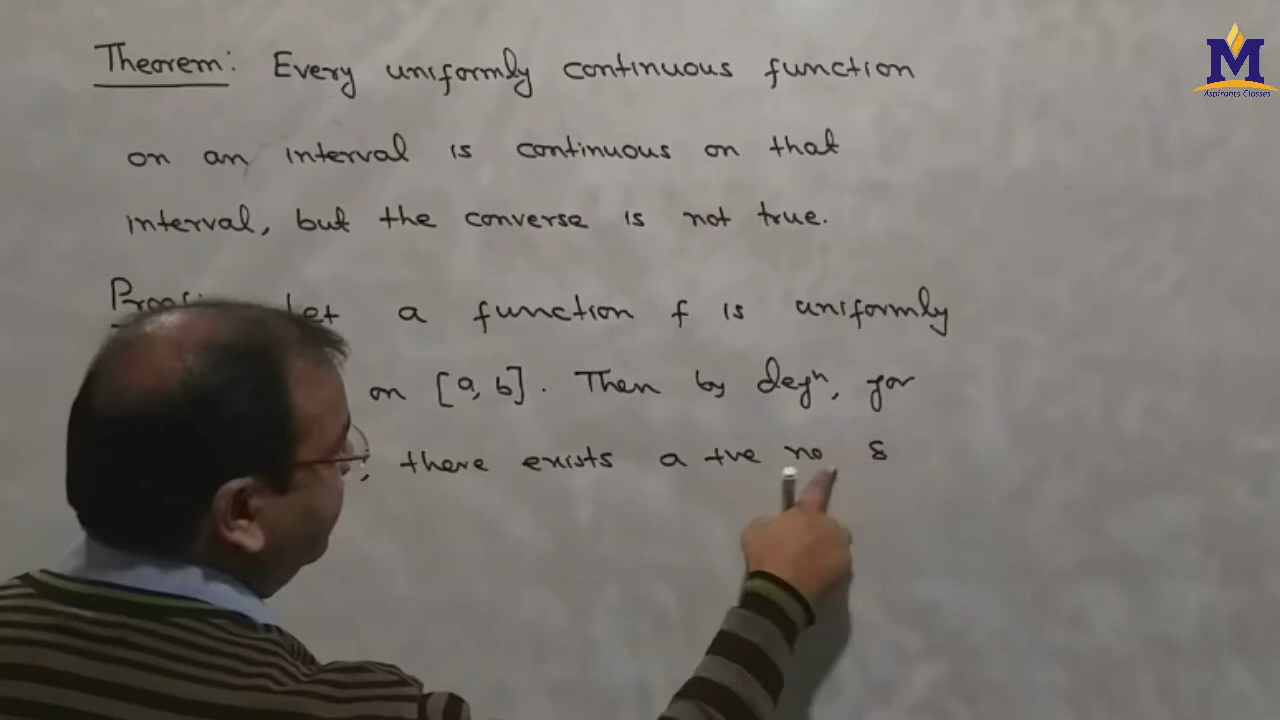 Theorem: Every uniformly continuous function
on an interval is continuous on that
interval, but the converse is not true.
Proof: Let a function f is uniformly
on [a, b]. Then by defn, for
, there exists a +ve no δ
M
Aspirants Classes